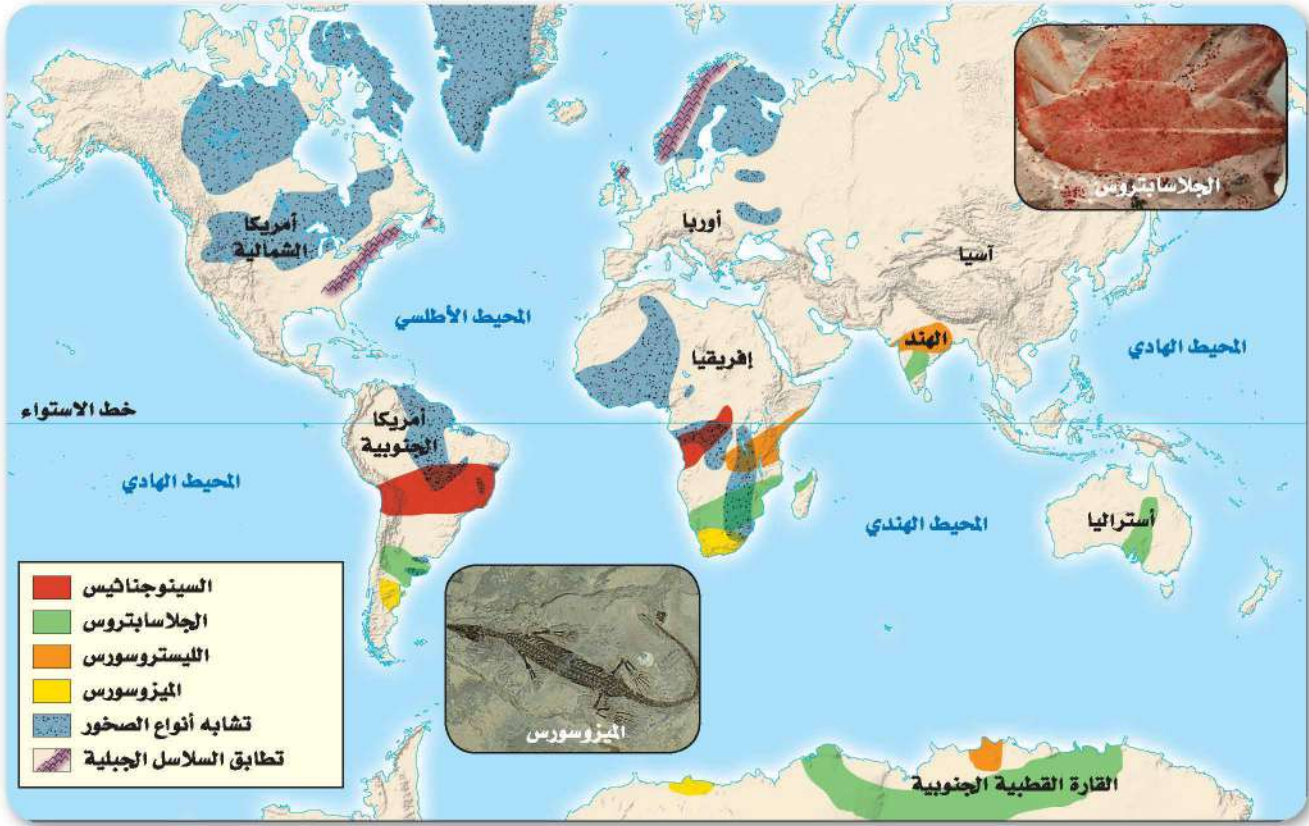 الجلاسابتروس
أمريكا
الشمالية
أوربا
آسيا
المحيط الأطلسي
الهند
المحيط الهادي
إفريقيا
خط الاستواء
أمريكا
الجنوبية
المحيط الهادي
المحيط الهندي
أستراليا
السينوجناثيس
الجلاسابتروس
الليستروسورس
الميزوسورس
تشابه أنواع الصخور
تطابق السلاسل الجبلية
الميزوسورس
القارة القطبية الجنوبية